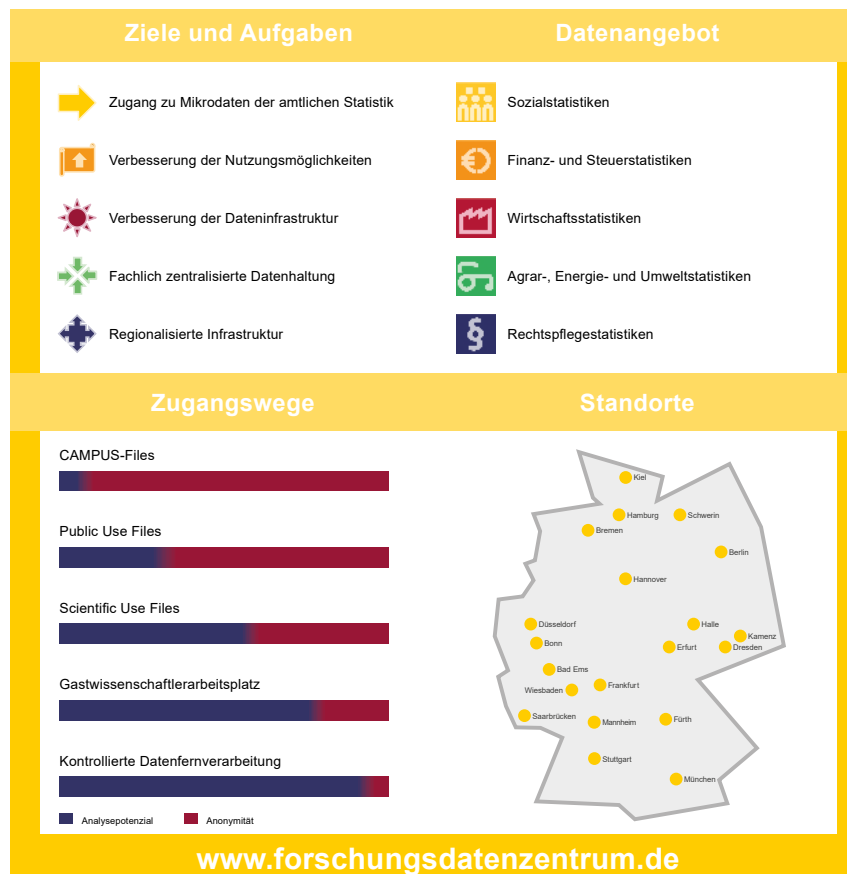 Ziele und Aufgaben
Zugang zu Mikrodaten der amtlichen Statistik
Verbesserung der Nutzungsmöglichkeiten
Verbesserung der Dateninfrastruktur
Fachlich zentralisierte Datenhaltung
Regionalisierte Infrastruktur
Datenangebot
Sozialstatistiken
Finanz- und Steuerstatistiken
Wirtschaftsstatistiken
Agrar-, Energie- und Umweltstatistiken
§
Rechtspflegestatistiken
Zugangswege
CAMPUS-Files
Public Use Files
Scientific Use Files
Gastwissenschaftlerarbeitsplatz
Kontrollierte Datenfernverarbeitung
Analysepotenzial
Anonymität
Standorte
Kiel
Hamburg
Schwerin
Bremen
Berlin
Hannover
Düsseldorf
Halle
Kamenz
Bonn
Erfurt
Dresden
Bad Ems
Wiesbaden
Frankfurt
Saarbrücken
Mannheim
Fürth
Stuttgart
München
www.forschungsdatenzentrum.de